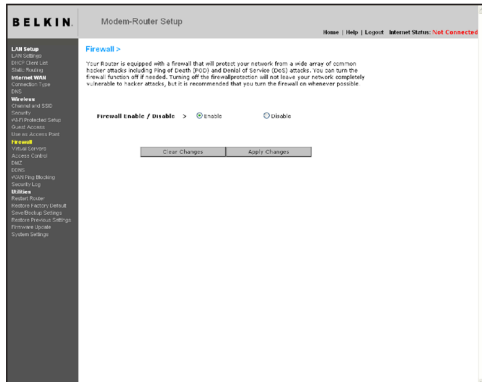 BELKIN.
Modem-Router Setup
Home | Help | Logout Internet Status: Not Connected
LAN Setup
LAN Settings
DHCP Client List
Static Routing
Internet WAN
Connection Type
DNS
Wireless
Channel and SSID
Security
Wi-Fi Protected Setup
Guest Access
Use as Access Point
Firewall
Virtual Servers
Access Control
DMZ
DDNS
WAN Ping Blocking
Security Log
Utilities
Restart Router
Restore Factory Default
Save/Backup Settings
Restore Previous Settings
Firmware Update
System Settings
Firewall >
Your Router is equipped with a firewall that will protect your network from a wide array of common
hacker attacks including Ping of Death (POD) and Denial of Service (DoS) attacks. You can turn the
firewall function off if needed. Turning off the firewallprotection will not leave your network completely
vulnerable to hacker attacks, but it is recommended that you turn the firewall on whenever possible.
Firewall Enable / Disable > Enable Disable
Clear Changes Apply Changes